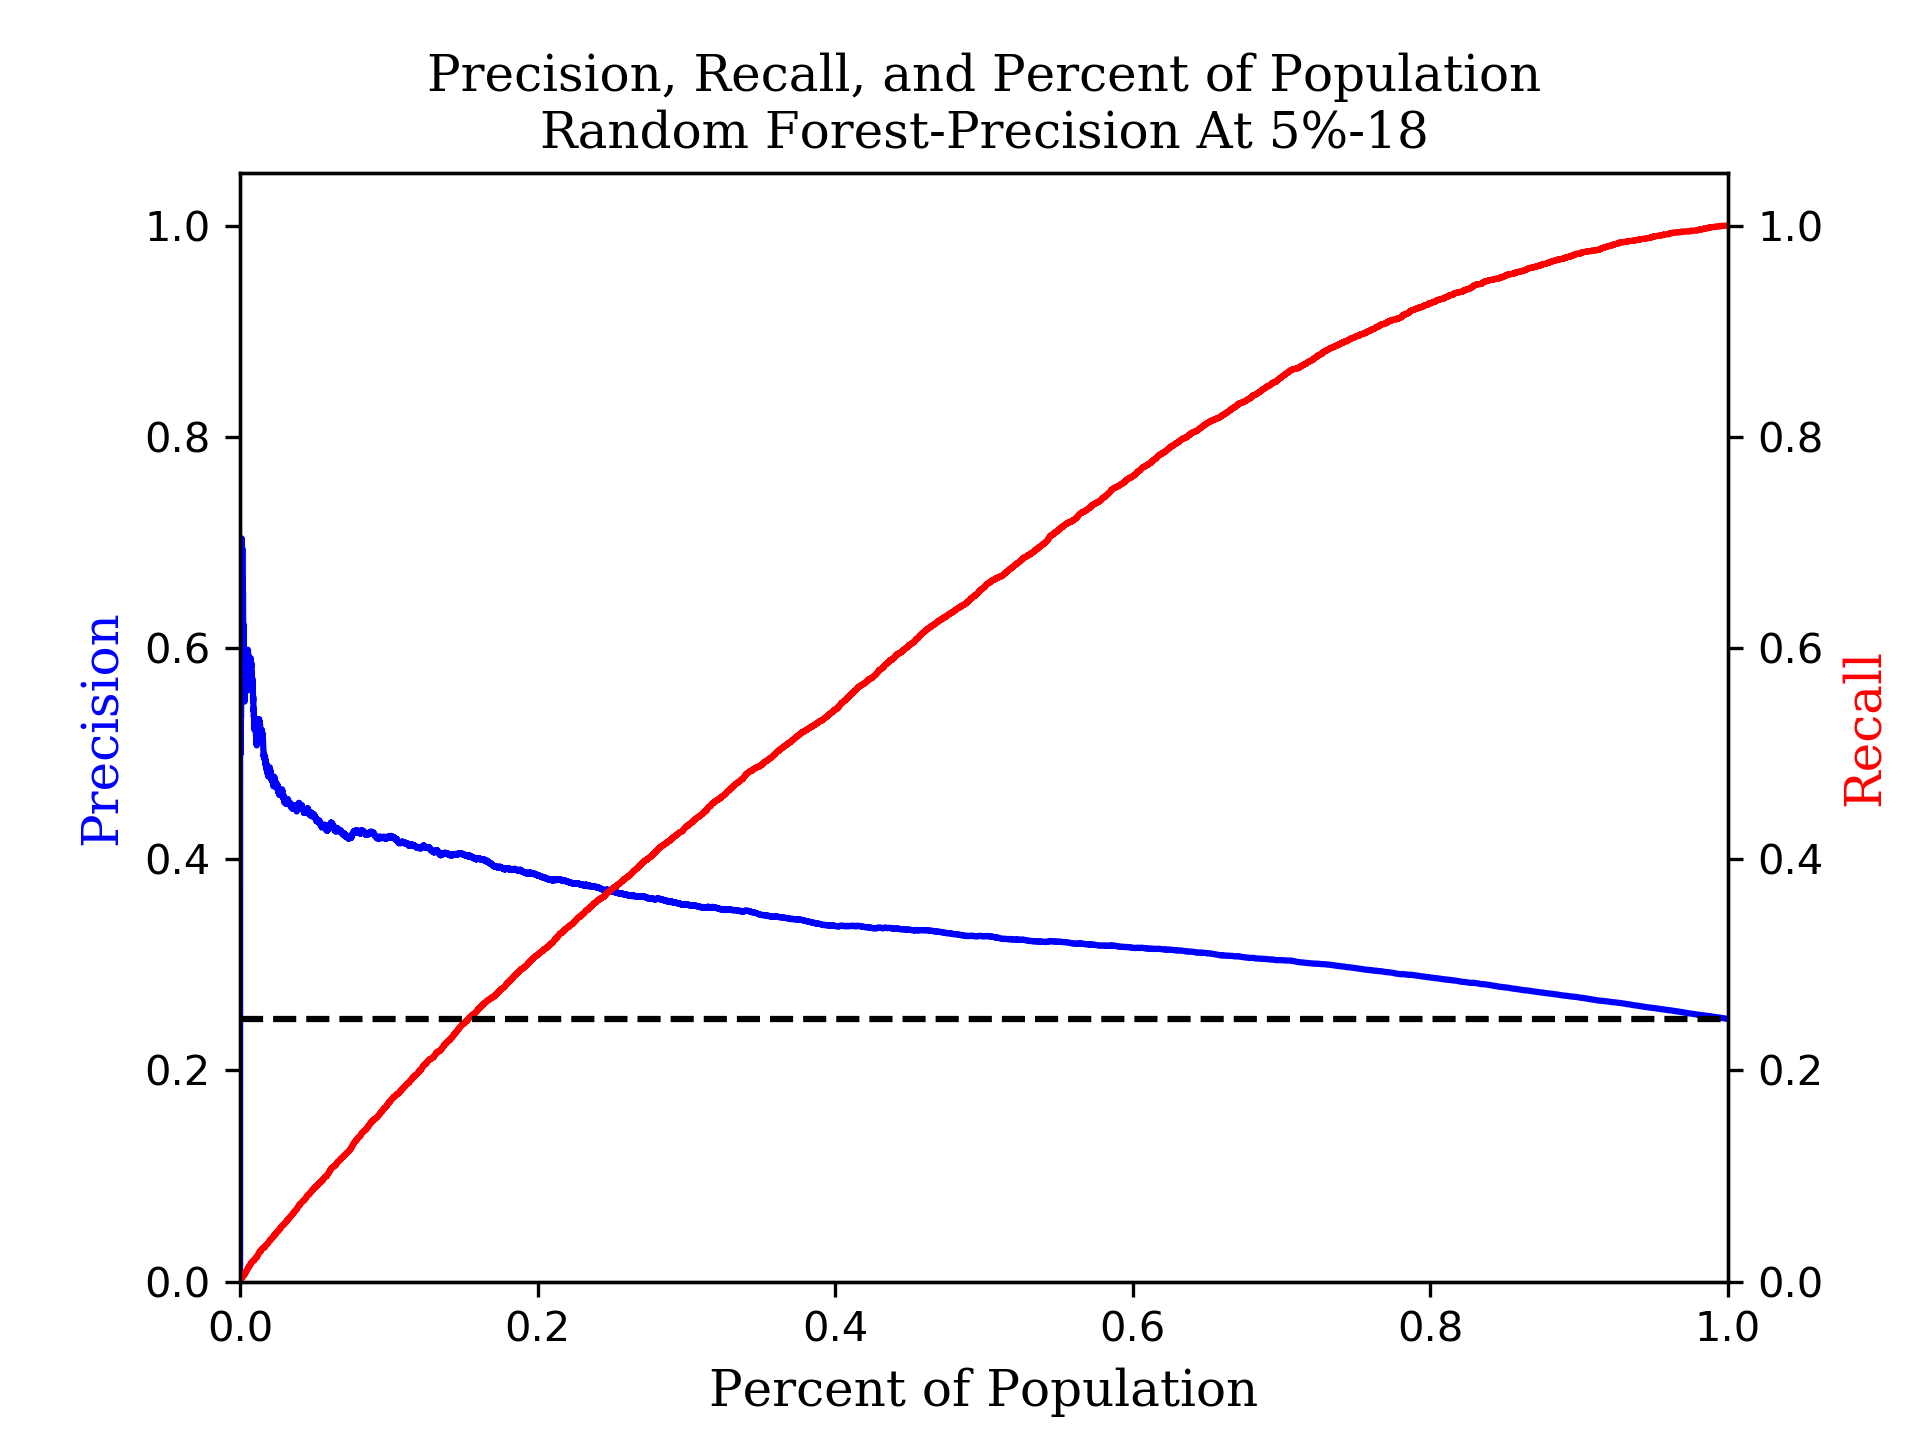 Precision, Recall, and Percent of Population
Random Forest-Precision At 5%-18
Precision
1.0
0.8
0.6
0.4
0.2
0.0
1.0
0.8
0.6
0.4
0.2
0.0
Recall
0.0 0.2 0.4 0.6 0.8 1.0
Percent of Population